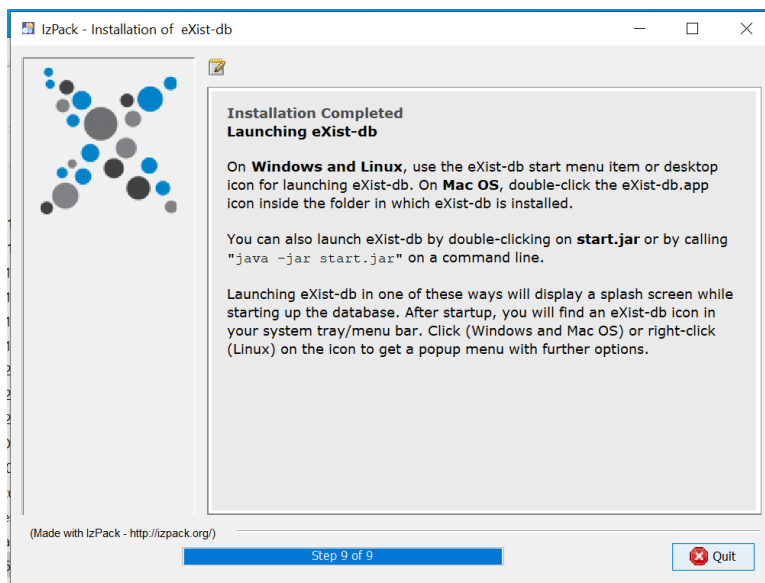 IzPack - Installation of eXist-db
Installation Completed
Launching eXist-db
On Windows and Linux, use the eXist-db start menu item or desktop
icon for launching eXist-db. On Mac OS, double-click the eXist-db.app
icon inside the folder in which eXist-db is installed.
You can also launch eXist-db by double-clicking on start.jar or by calling
"java -jar start.jar" on a command line.
Launching eXist-db in one of these ways will display a splash screen while
starting up the database. After startup, you will find an eXist-db icon in
your system tray/menu bar. Click (Windows and Mac OS) or right-click
(Linux) on the icon to get a popup menu with further options.
(Made with IzPack - http://izpack.org/)
Step 9 of 9
Quit